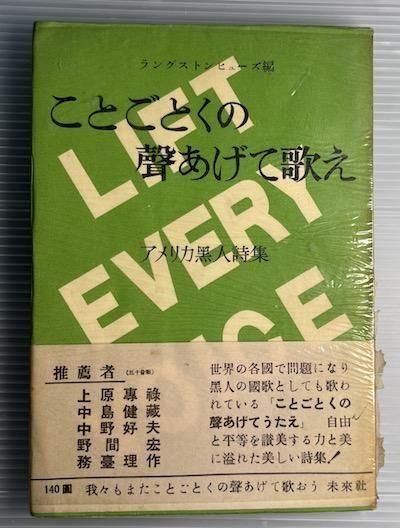 ラングストンヒューズ編
ことごとくの
聲あげて歌え
LIFT
EVERY
アメリカ黑人詩集
推薦者(五十音順)
上原專祿
中島健藏
中野好夫
野間宏
務臺理作
世界の各國で問題になり
黑人の國歌としても歌わ
れている「ことごとくの
聲あげてうたえ」自由
と平等を讃美する力と美
に溢れた美しい詩集!
140圓 我々もまたことごとくの聲あげて歌おう 未來社